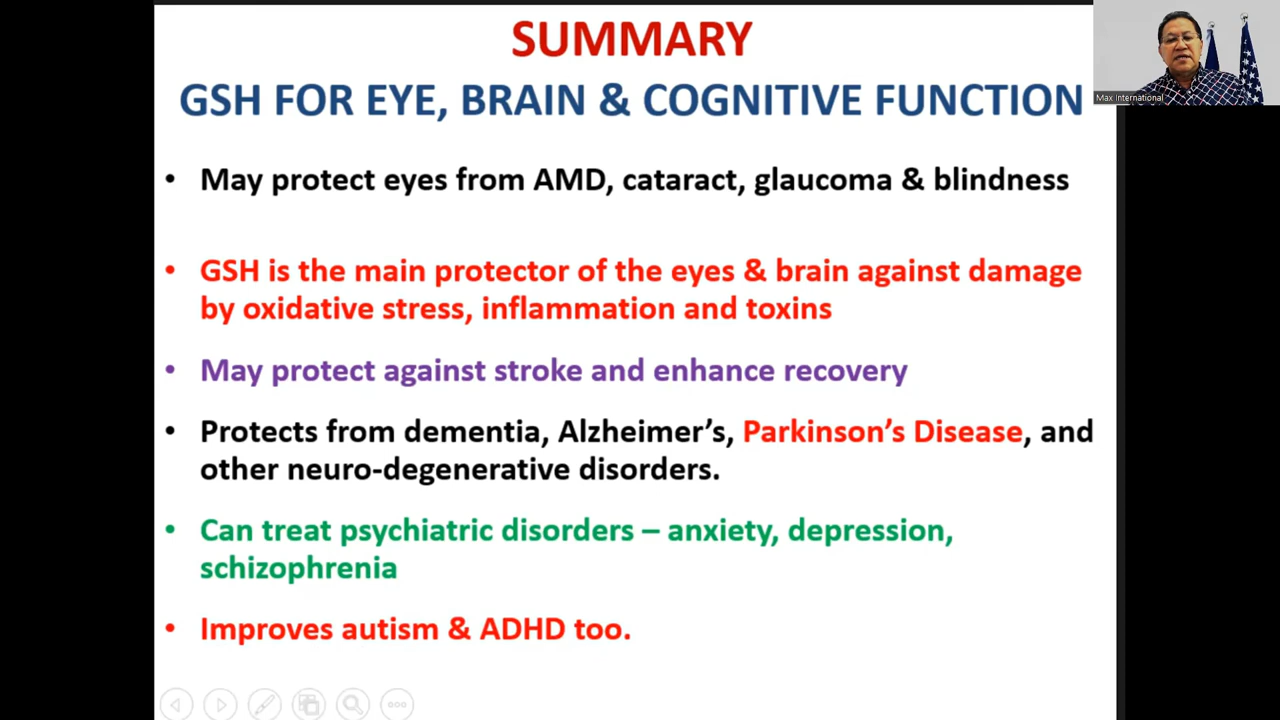 SUMMARY
GSH FOR EYE, BRAIN & COGNITIVE FUNCTION
Max International
• May protect eyes from AMD, cataract, glaucoma & blindness
• GSH is the main protector of the eyes & brain against damage
by oxidative stress, inflammation and toxins
• May protect against stroke and enhance recovery
• Protects from dementia, Alzheimer’s, Parkinson’s Disease, and
other neuro-degenerative disorders.
• Can treat psychiatric disorders – anxiety, depression,
schizophrenia
• Improves autism & ADHD too.